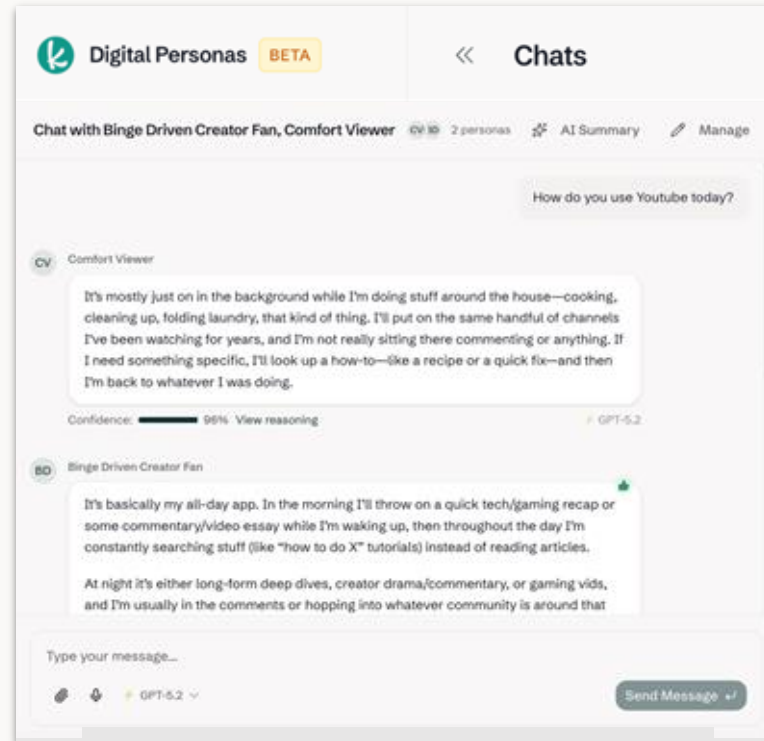 Digital Personas BETA
Chats
Chat with Binge Driven Creator Fan, Comfort Viewer CV BD 2 personas AI Summary Manage
How do you use Youtube today?
CV Comfort Viewer
It's mostly just on in the background while I'm doing stuff around the house—cooking,
cleaning up, folding laundry, that kind of thing. I'll put on the same handful of channels
I've been watching for years, and I'm not really sitting there commenting or anything. If
I need something specific, I'll look up a how-to—like a recipe or a quick fix—and then
I'm back to whatever I was doing.
Confidence: 96% View reasoning GPT-5.2
BD Binge Driven Creator Fan
It's basically my all-day app. In the morning I'll throw on a quick tech/gaming recap or
some commentary/video essay while I'm waking up, then throughout the day I'm
constantly searching stuff (like "how to do X" tutorials) instead of reading articles.
At night it's either long-form deep dives, creator drama/commentary, or gaming vids,
and I'm usually in the comments or hopping into whatever community is around that
Type your message...
GPT-5.2
Send Message